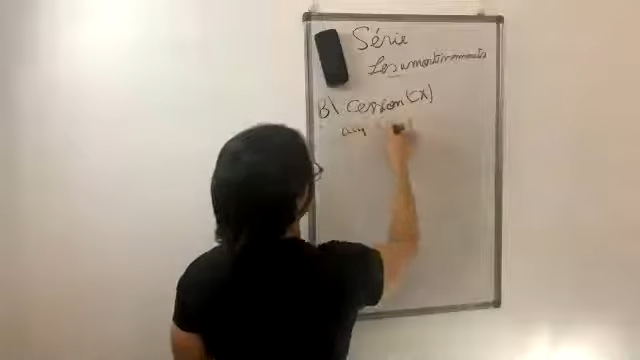 Série
Les amortissements
B\ Cession (CX)